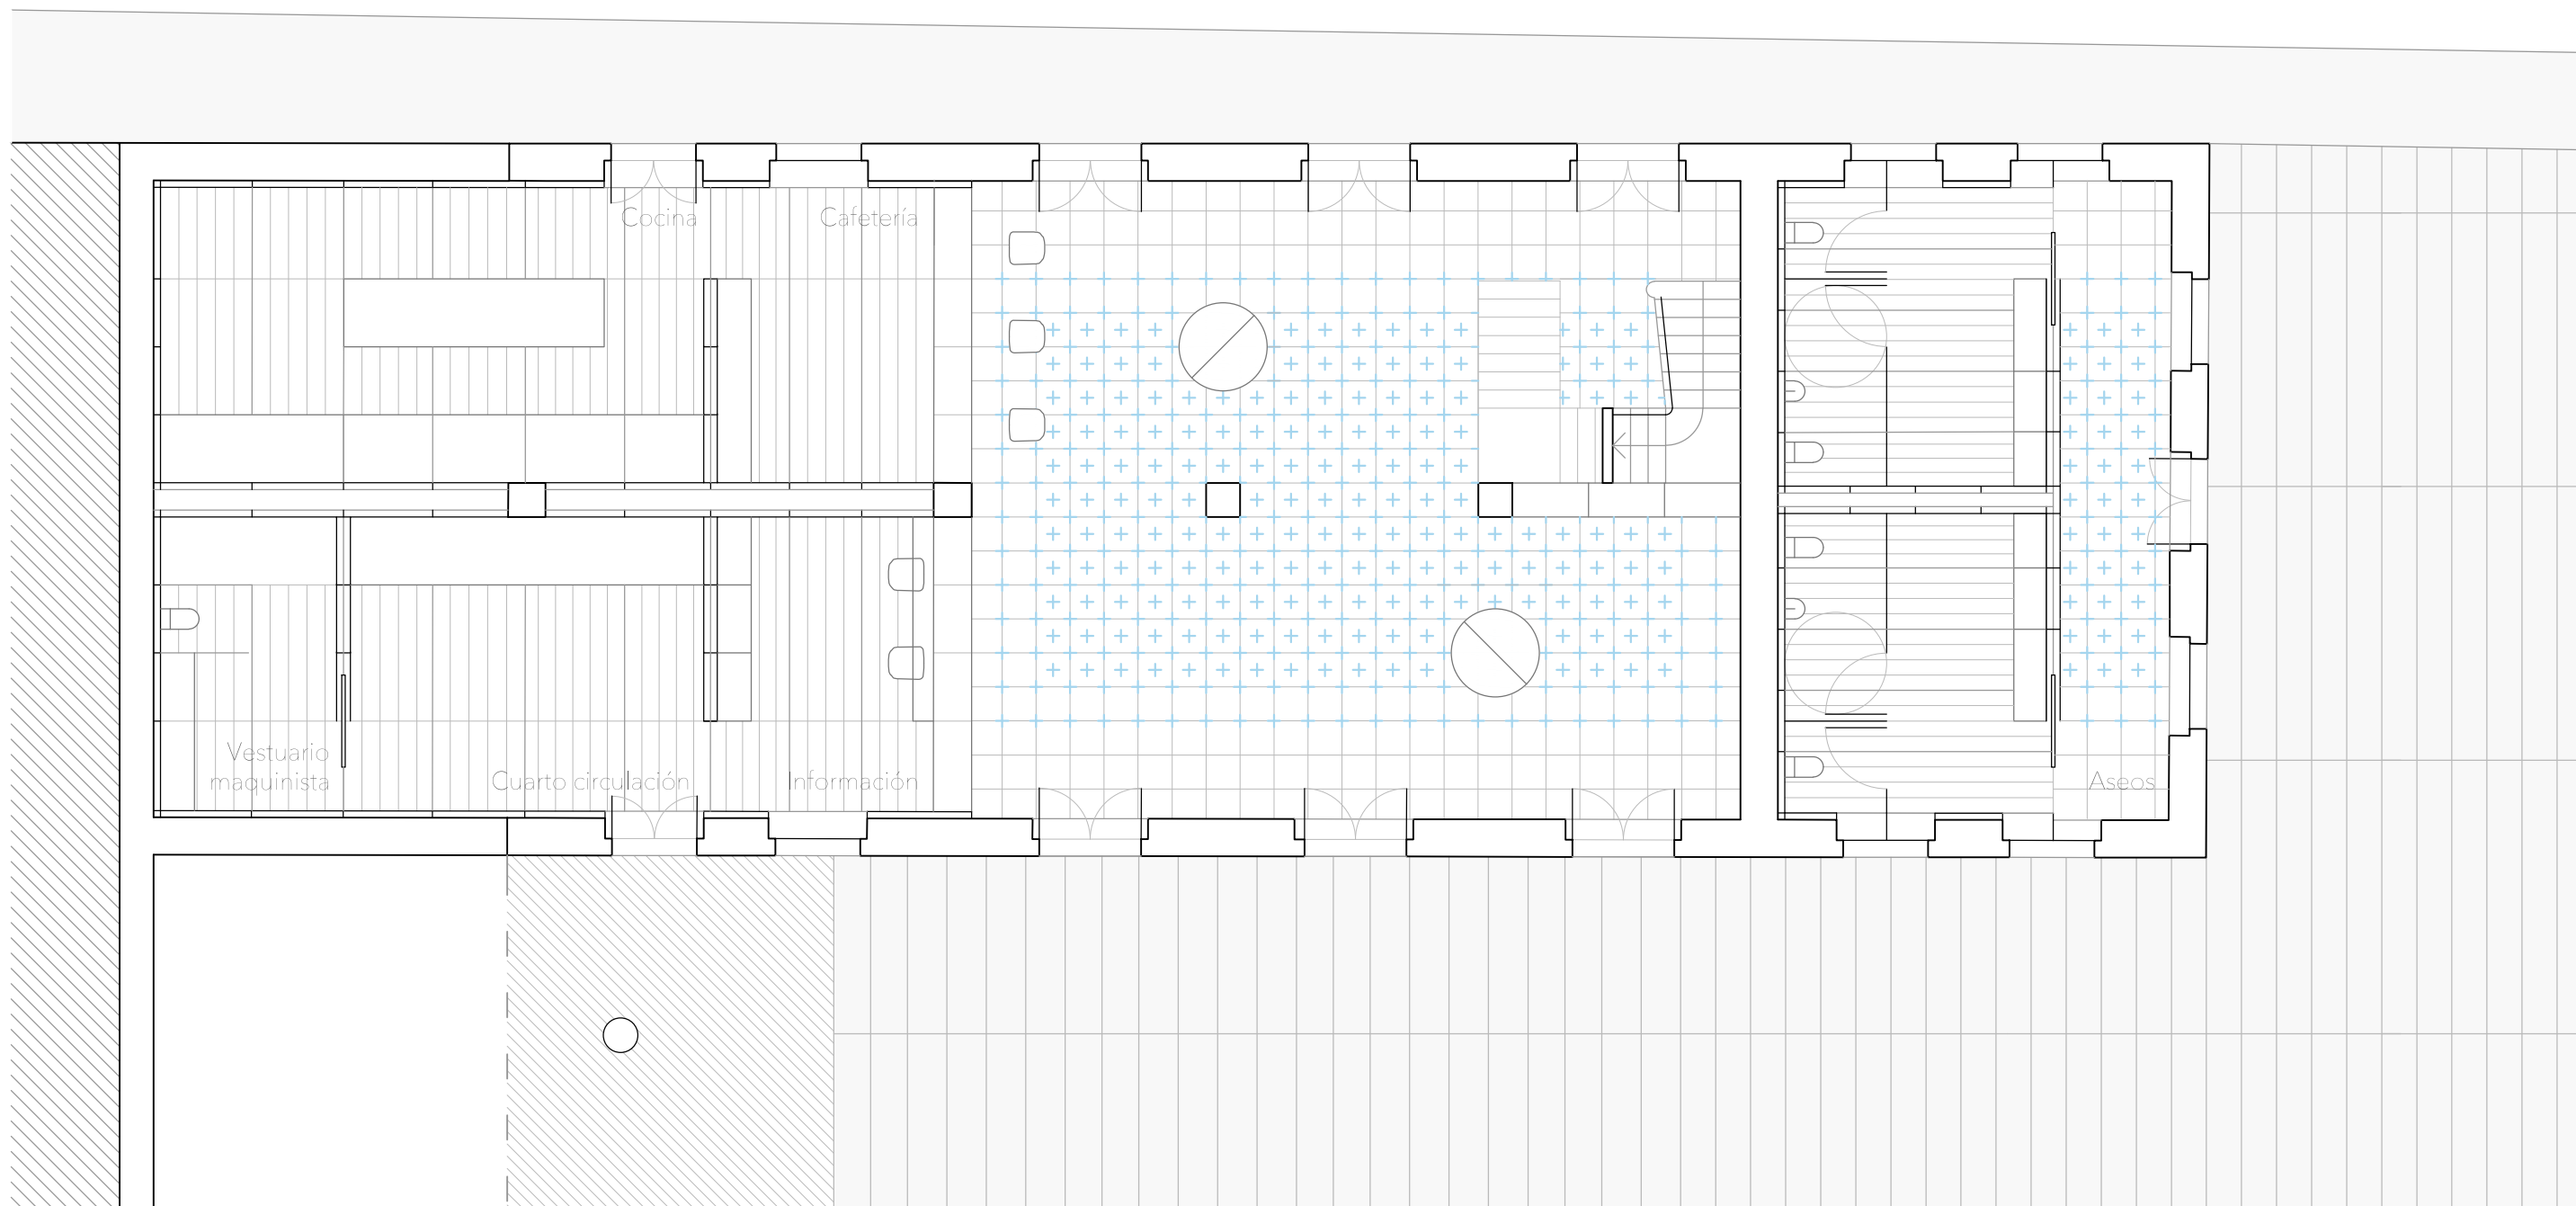 Cocina
Cafetería
Vestuario
maquinista
Cuarto circulación
Información
Aseos